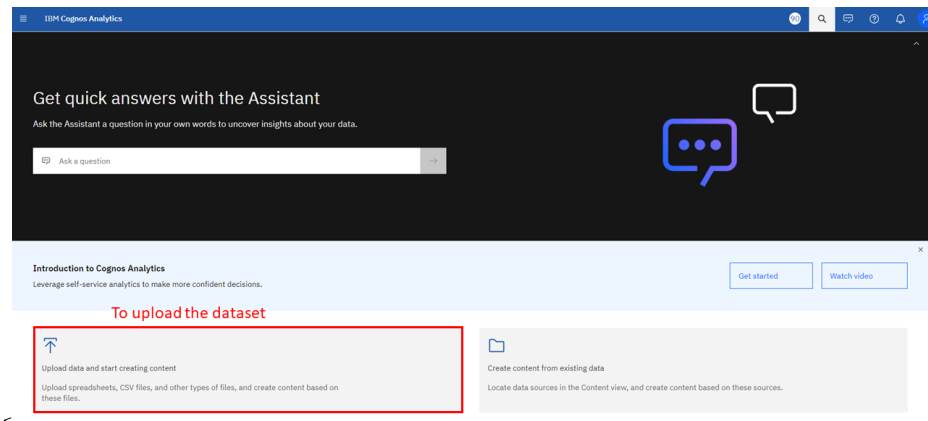 IBM Cognos Analytics
90
Get quick answers with the Assistant
Ask the Assistant a question in your own words to uncover insights about your data.
Ask a question
Introduction to Cognos Analytics
Leverage self-service analytics to make more confident decisions.
Get started
Watch video
To upload the dataset
Upload data and start creating content
Upload spreadsheets, CSV files, and other types of files, and create content based on
these files.
Create content from existing data
Locate data sources in the Content view, and create content based on these sources.
<